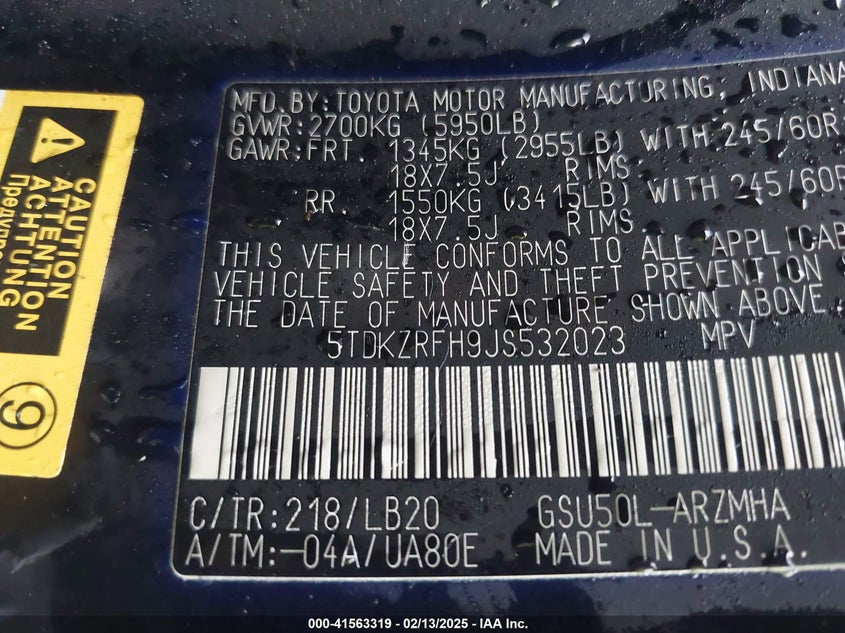 MFD.BY:TOYOTA MOTOR MANUFACTURING, INDIANA
GVWR:2700KG (5950LB)
GAWR:FRT. 1345KG (2955LB) WITH 245/60R
18X7.5J RIMS
RR. 1550KG (3415LB) WITH 245/60R
18X7.5J RIMS
THIS VEHICLE CONFORMS TO ALL APPLICAB
VEHICLE SAFETY AND THEFT PREVENTION S
THE DATE OF MANUFACTURE SHOWN ABOVE.
5TDKZRFH9JS532023 MPV
C/TR:218/LB20 GSU50L-ARZMHA
A/TM:-04A/UA80E MADE IN U.S.A.
CAUTION
ATTENTION
ACHTUNG
Предупре
9
000-41563319 - 02/13/2025 - IAA Inc.